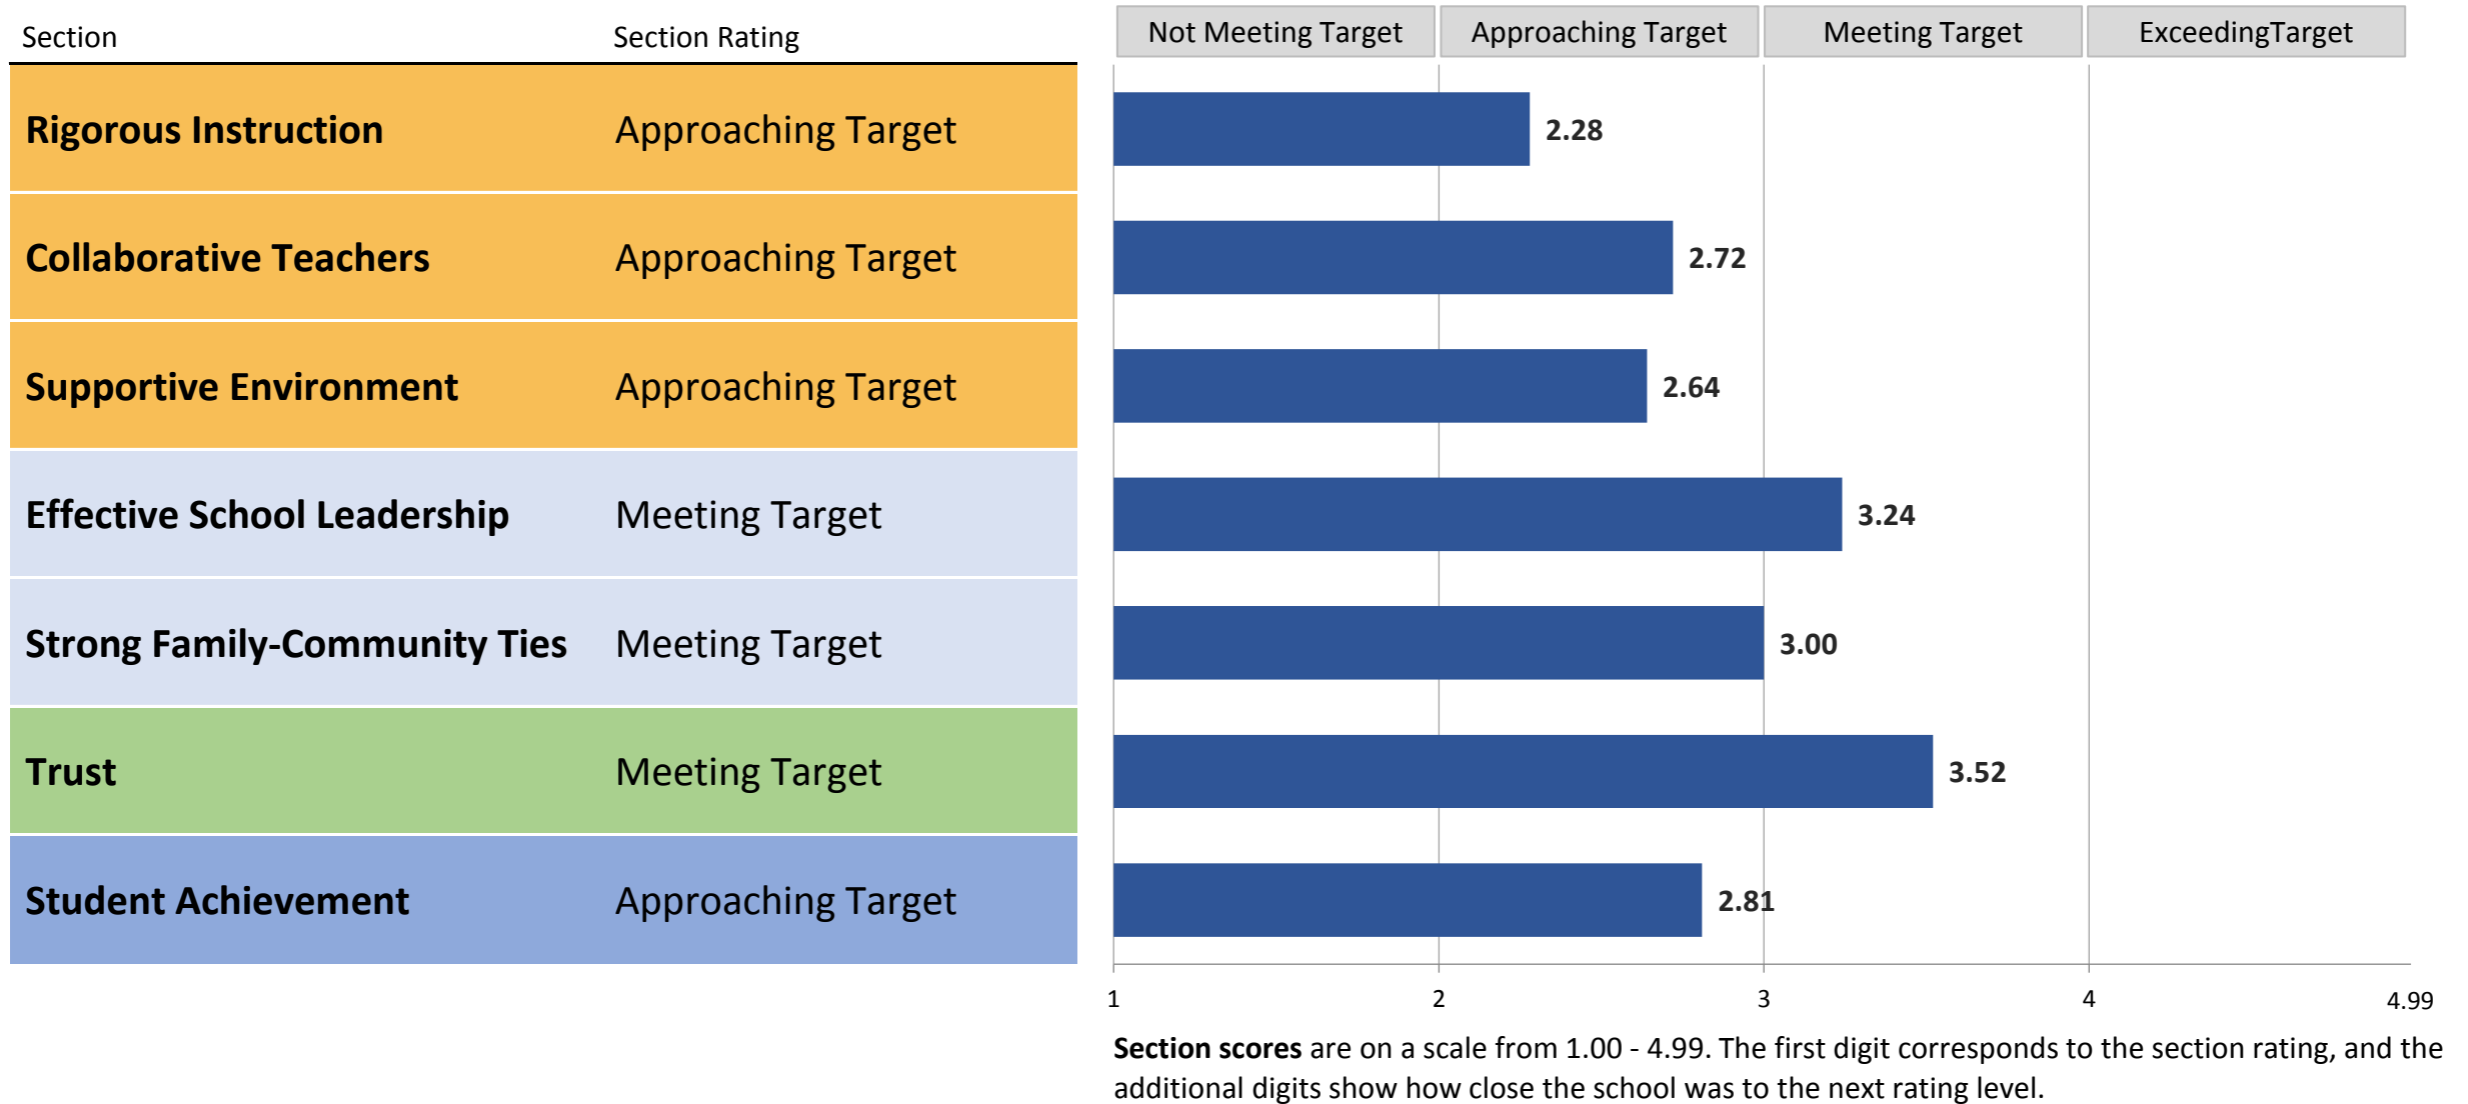 Section Section Rating Not Meeting Target Approaching Target Meeting Target ExceedingTarget
Rigorous Instruction Approaching Target 2.28
Collaborative Teachers Approaching Target 2.72
Supportive Environment Approaching Target 2.64
Effective School Leadership Meeting Target 3.24
Strong Family-Community Ties Meeting Target 3.00
Trust Meeting Target 3.52
Student Achievement Approaching Target 2.81
1 2 3 4 4.99
Section scores are on a scale from 1.00 - 4.99. The first digit corresponds to the section rating, and the
additional digits show how close the school was to the next rating level.